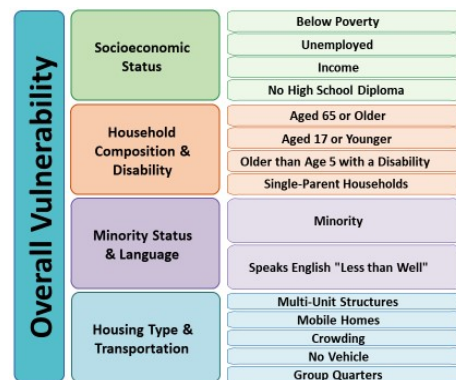 Overall Vulnerability
Socioeconomic
Status
Below Poverty
Unemployed
Income
No High School Diploma
Household
Composition &
Disability
Aged 65 or Older
Aged 17 or Younger
Older than Age 5 with a Disability
Single-Parent Households
Minority Status
& Language
Minority
Speaks English "Less than Well"
Housing Type &
Transportation
Multi-Unit Structures
Mobile Homes
Crowding
No Vehicle
Group Quarters